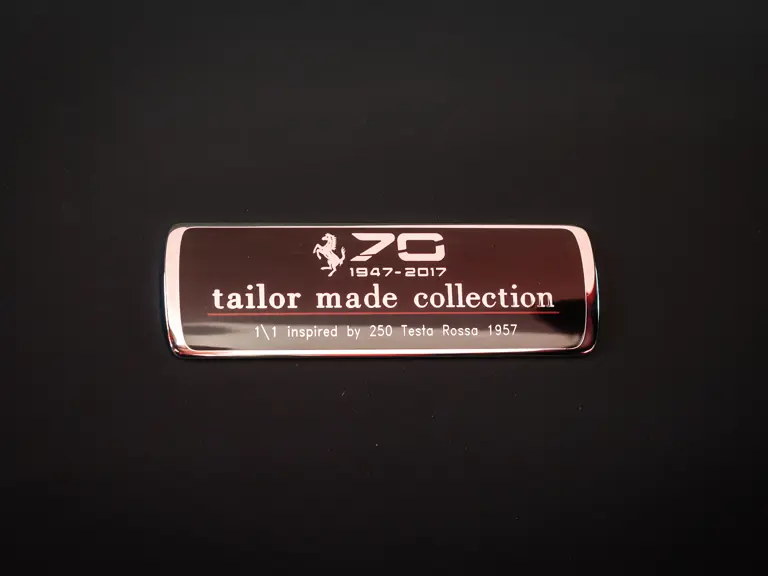 70
1947-2017
tailor made collection
1\1 inspired by 250 Testa Rossa 1957